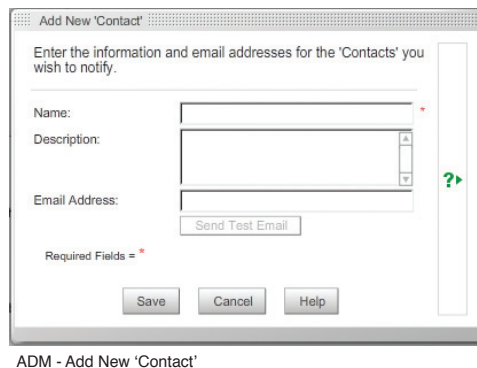 Add New 'Contact'
Enter the information and email addresses for the 'Contacts' you
wish to notify.
Name: *
Description:
Email Address:
Send Test Email
Required Fields = *
Save Cancel Help
?
ADM - Add New ‘Contact’